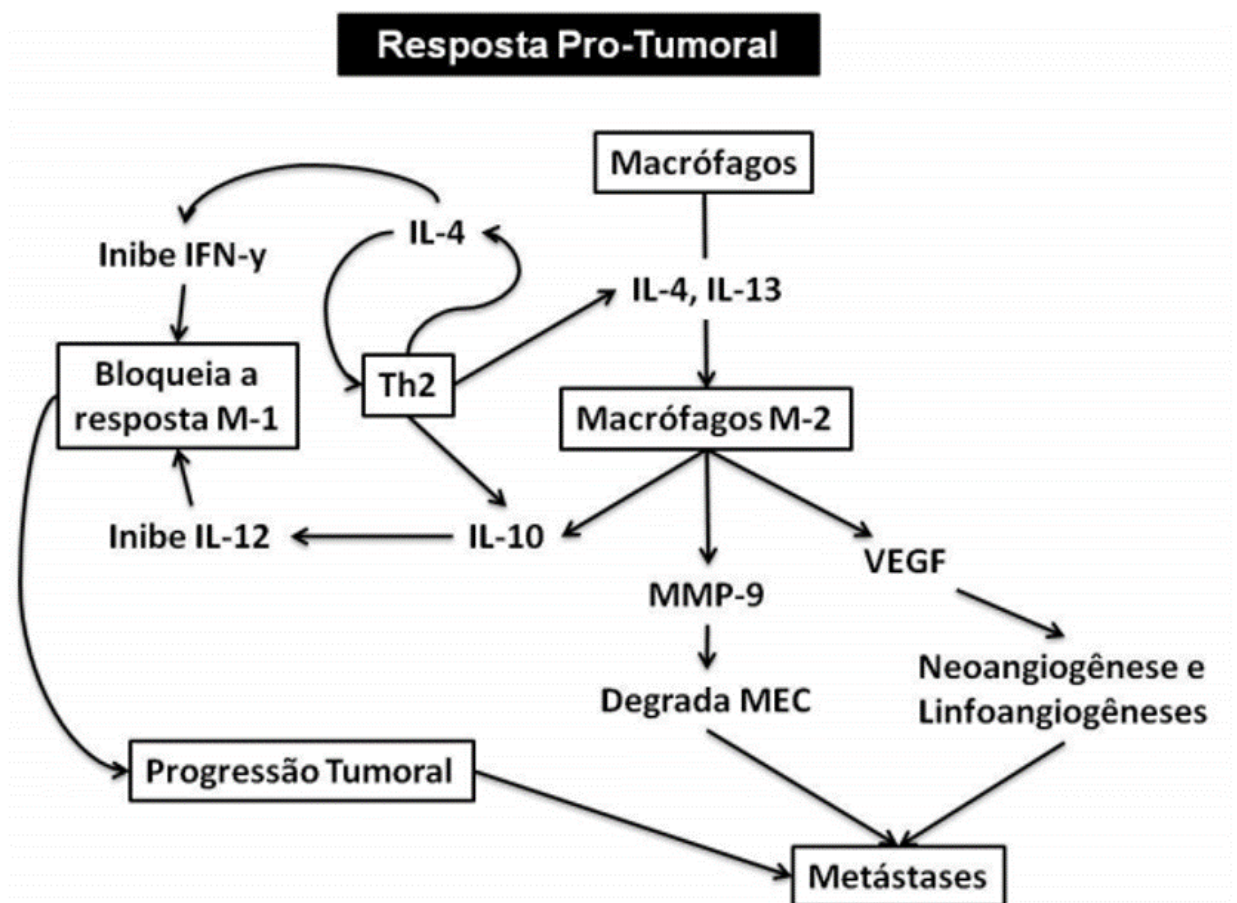 Resposta Pro-Tumoral
Macrófagos
IL-4
Inibe IFN-y
IL-4, IL-13
Bloqueia a
resposta M-1
Th2
Macrófagos M-2
Inibe IL-12
IL-10
VEGF
MMP-9
Neoangiogênese e
Linfoangiogêneses
Degrada MEC
Progressão Tumoral
Metástases